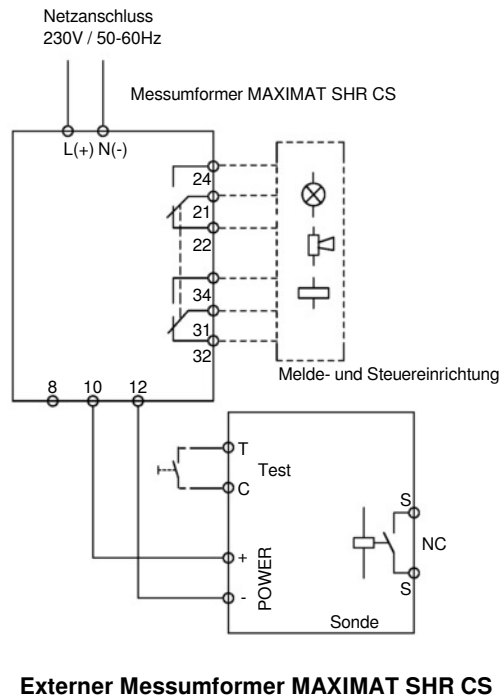 Netzanschluss
230V / 50-60Hz
Messumformer MAXIMAT SHR CS
L(+) N(-)
24
21
22
34
31
32
Melde- und Steuereinrichtung
8 10 12
T
Test
C
S
NC
S
+
POWER
-
Sonde
Externer Messumformer MAXIMAT SHR CS